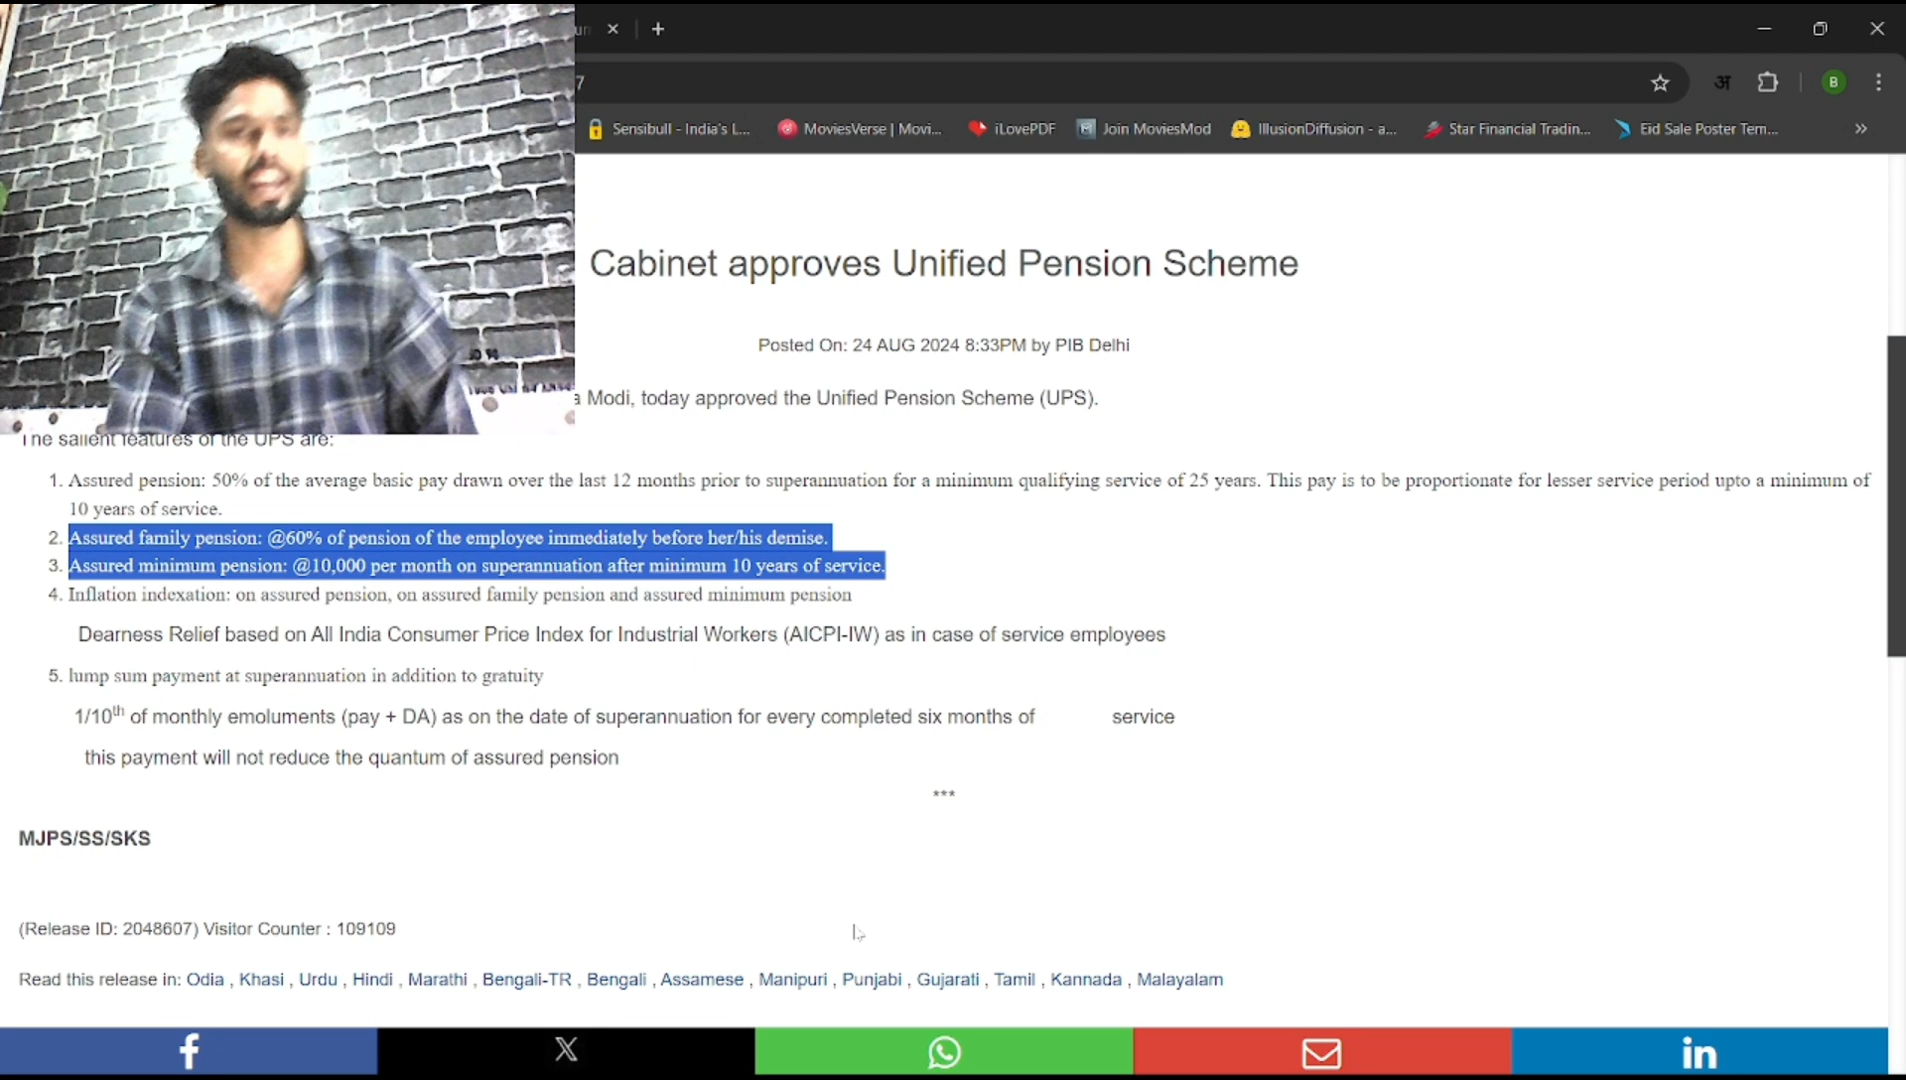 7
अ
B
Sensibull - India's L...
MoviesVerse | Movi...
iLovePDF
Join MoviesMod
IllusionDiffusion - a...
Star Financial Tradin...
Eid Sale Poster Tem...
Cabinet approves Unified Pension Scheme
Posted On: 24 AUG 2024 8:33PM by PIB Delhi
a Modi, today approved the Unified Pension Scheme (UPS).
The salient features of the UPS are:
1. Assured pension: 50% of the average basic pay drawn over the last 12 months prior to superannuation for a minimum qualifying service of 25 years. This pay is to be proportionate for lesser service period upto a minimum of
10 years of service.
2. Assured family pension: @60% of pension of the employee immediately before her/his demise.
3. Assured minimum pension: @10,000 per month on superannuation after minimum 10 years of service.
4. Inflation indexation: on assured pension, on assured family pension and assured minimum pension
Dearness Relief based on All India Consumer Price Index for Industrial Workers (AICPI-IW) as in case of service employees
5. lump sum payment at superannuation in addition to gratuity
1/10th of monthly emoluments (pay + DA) as on the date of superannuation for every completed six months of service
this payment will not reduce the quantum of assured pension
***
MJPS/SS/SKS
(Release ID: 2048607) Visitor Counter : 109109
Read this release in: Odia , Khasi , Urdu , Hindi , Marathi , Bengali-TR , Bengali , Assamese , Manipuri , Punjabi , Gujarati , Tamil , Kannada , Malayalam